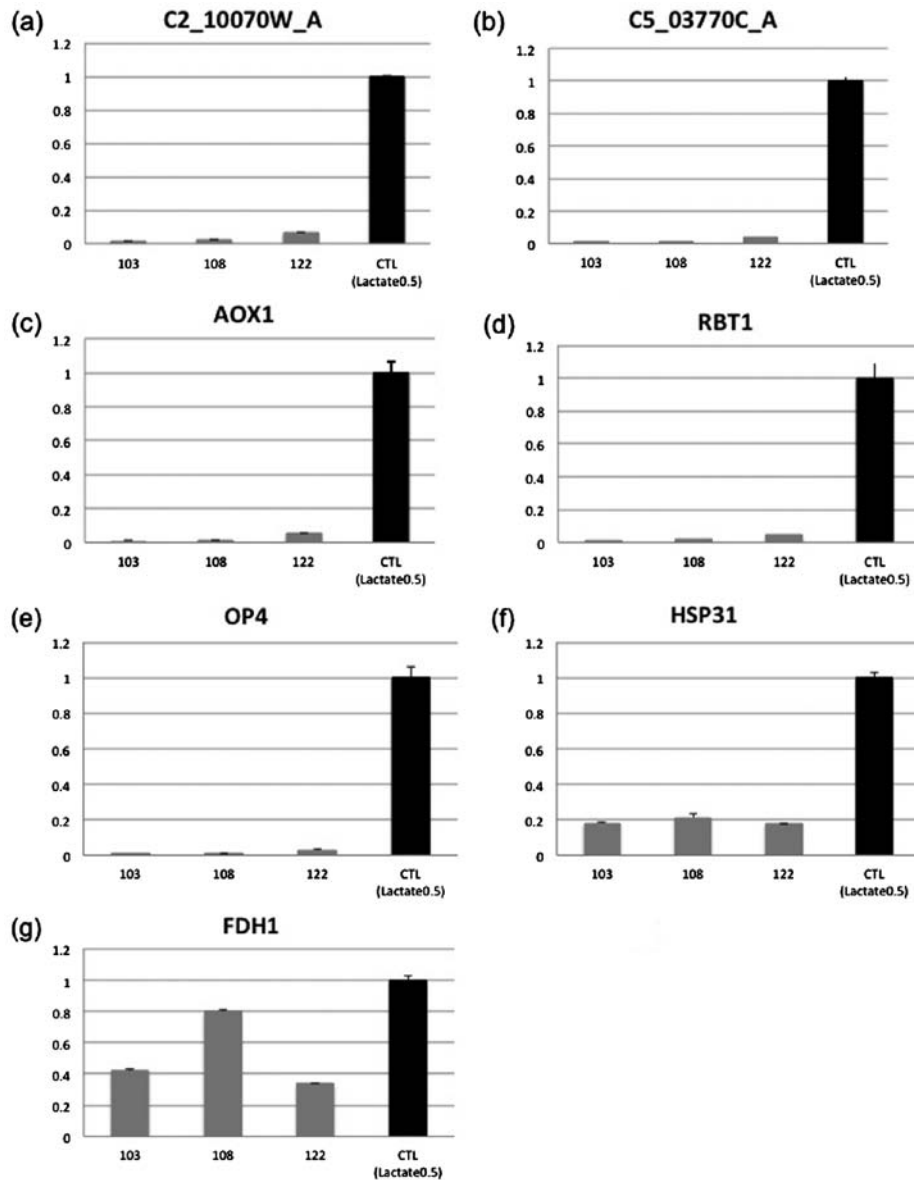 (a)
C2_10070W_A
1.2
1
0.8
0.6
0.4
0.2
0
103 108 122 CTL
(Lactate0.5)
(b)
C5_03770C_A
1.2
1
0.8
0.6
0.4
0.2
0
103 108 122 CTL
(Lactate0.5)
(c)
AOX1
1.2
1
0.8
0.6
0.4
0.2
0
103 108 122 CTL
(Lactate0.5)
(d)
RBT1
1.2
1
0.8
0.6
0.4
0.2
0
103 108 122 CTL
(Lactate0.5)
(e)
OP4
1.2
1
0.8
0.6
0.4
0.2
0
103 108 122 CTL
(Lactate0.5)
(f)
HSP31
1.2
1
0.8
0.6
0.4
0.2
0
103 108 122 CTL
(Lactate0.5)
(g)
FDH1
1.2
1
0.8
0.6
0.4
0.2
0
103 108 122 CTL
(Lactate0.5)